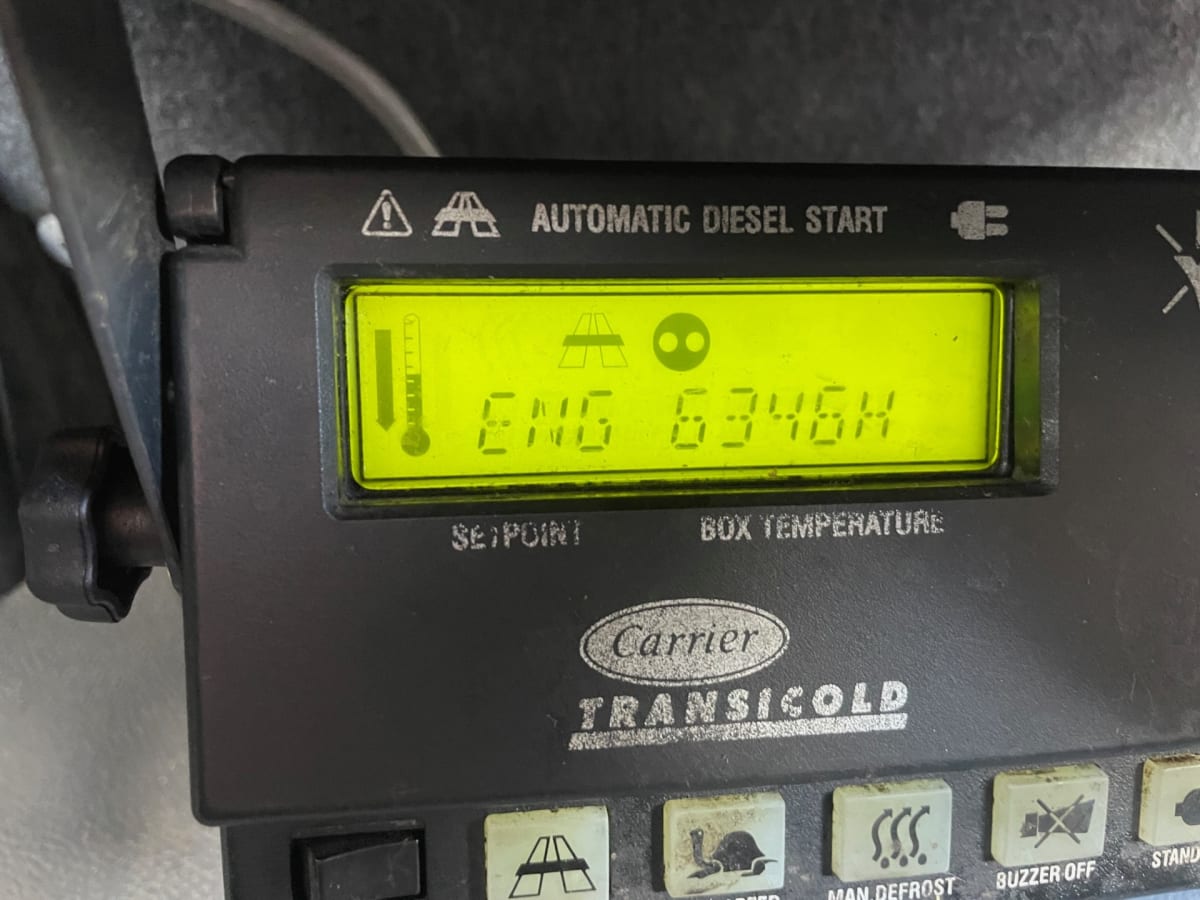 AUTOMATIC DIESEL START
ENG 6346H
SETPOINT BOX TEMPERATURE
Carrier
TRANSICOLD
MAN.DEFROST
BUZZER OFF